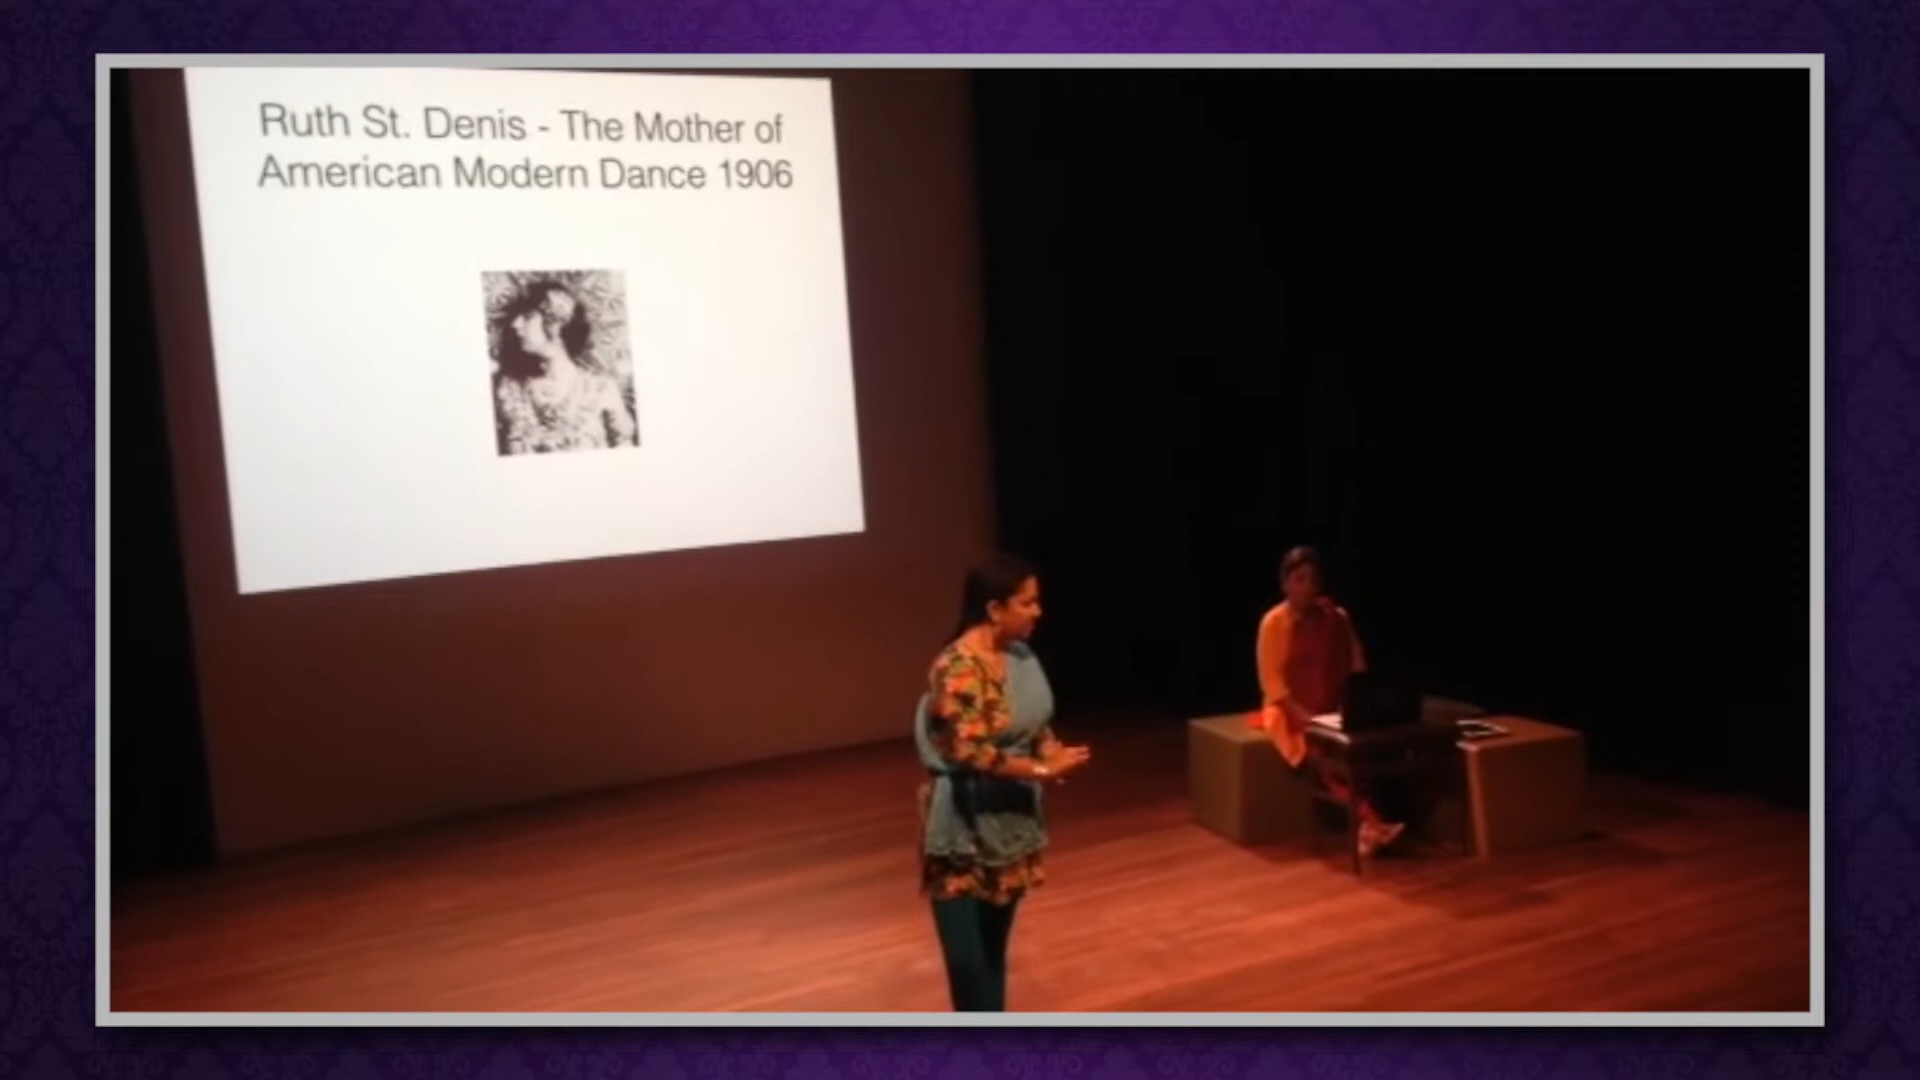 Ruth St. Denis - The Mother of
American Modern Dance 1906